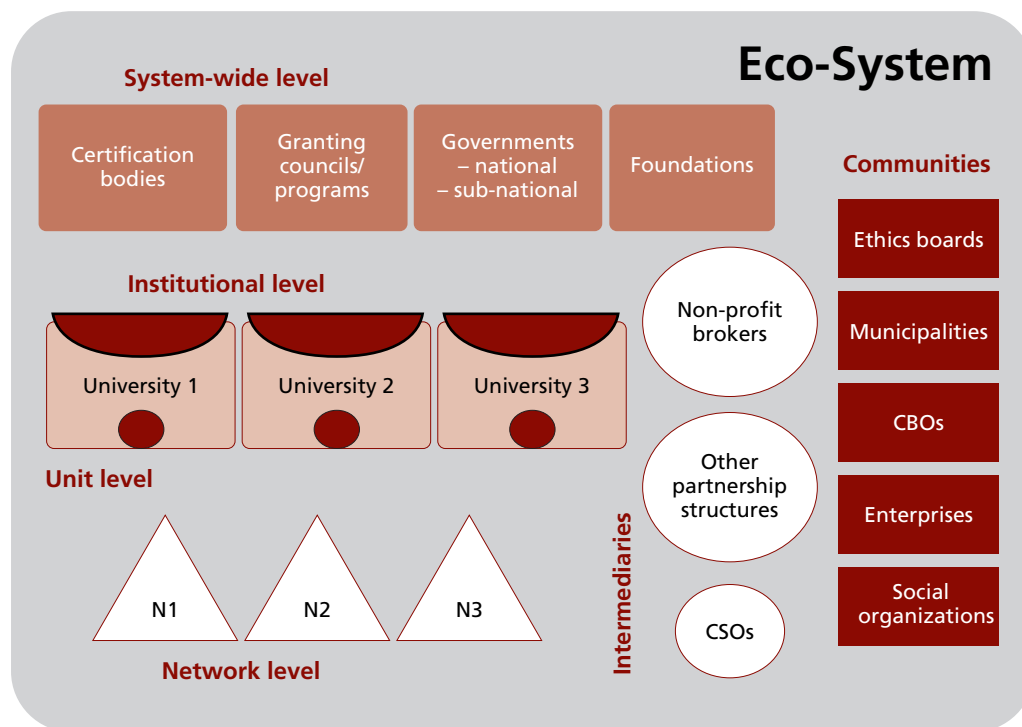 Eco-System
System-wide level
Certification
bodies
Granting
councils/
programs
Governments
– national
– sub-national
Foundations
Communities
Ethics boards
Municipalities
CBOs
Enterprises
Social
organizations
Institutional level
University 1
University 2
University 3
Unit level
Non-profit
brokers
Other
partnership
structures
CSOs
Intermediaries
N1
N2
N3
Network level